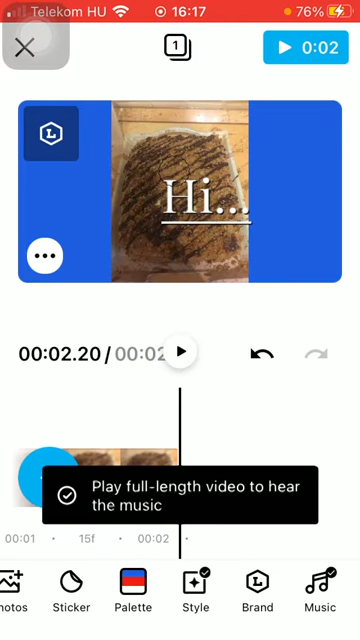 Telekom HU 16:17 76%
1
0:02
L
Hi...
00:02.20 / 00:02
Play full-length video to hear
the music
00:01 15f 00:02
hotos Sticker Palette Style Brand Music